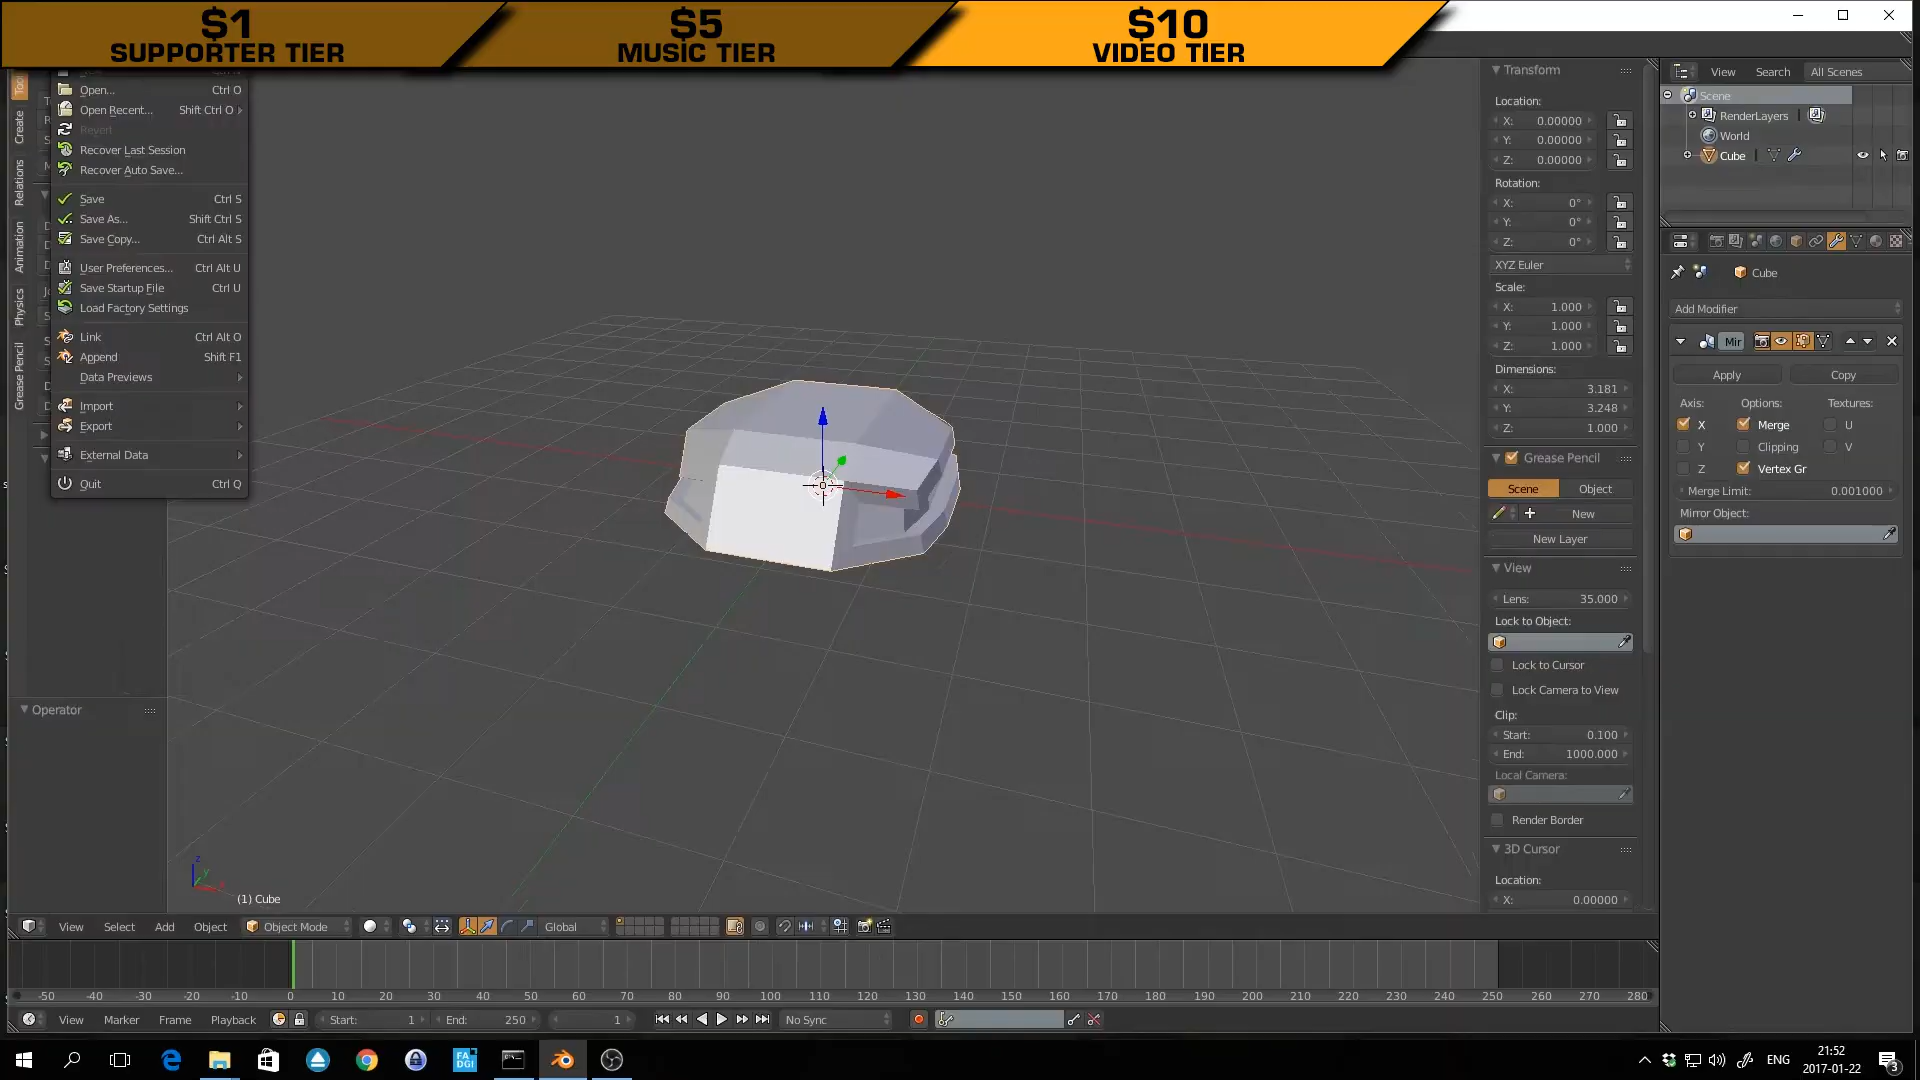 $1
SUPPORTER TIER
$5
MUSIC TIER
$10
VIDEO TIER
Open... Ctrl O
Open Recent... Shift Ctrl O
Revert
Recover Last Session
Recover Auto Save...
Save Ctrl S
Save As... Shift Ctrl S
Save Copy... Ctrl Alt S
User Preferences... Ctrl Alt U
Save Startup File Ctrl U
Load Factory Settings
Link Ctrl Alt O
Append Shift F1
Data Previews
Import
Export
External Data
Quit Ctrl Q
Create
Relations
Animation
Physics
Grease Pencil
Operator
(1) Cube
Transform
Location:
X: 0.00000
Y: 0.00000
Z: 0.00000
Rotation:
X: 0°
Y: 0°
Z: 0°
XYZ Euler
Scale:
X: 1.000
Y: 1.000
Z: 1.000
Dimensions:
X: 3.181
Y: 3.248
Z: 1.000
Grease Pencil
Scene Object
New
New Layer
View
Lens: 35.000
Lock to Object:
Lock to Cursor
Lock Camera to View
Clip:
Start: 0.100
End: 1000.000
Local Camera:
Render Border
3D Cursor
Location:
X: 0.00000
View Search All Scenes
Scene
RenderLayers
World
Cube
Cube
Add Modifier
Mir
Apply Copy
Axis: Options: Textures:
X Merge U
Y Clipping V
Z Vertex Gr
Merge Limit: 0.001000
Mirror Object:
View Select Add Object Object Mode Global
-50 -40 -30 -20 -10 0 10 20 30 40 50 60 70 80 90 100 110 120 130 140 150 160 170 180 190 200 210 220 230 240 250 260 270 280
View Marker Frame Playback Start: 1 End: 250 1 No Sync
FA
DGI
ENG
21:52
2017-01-22
3